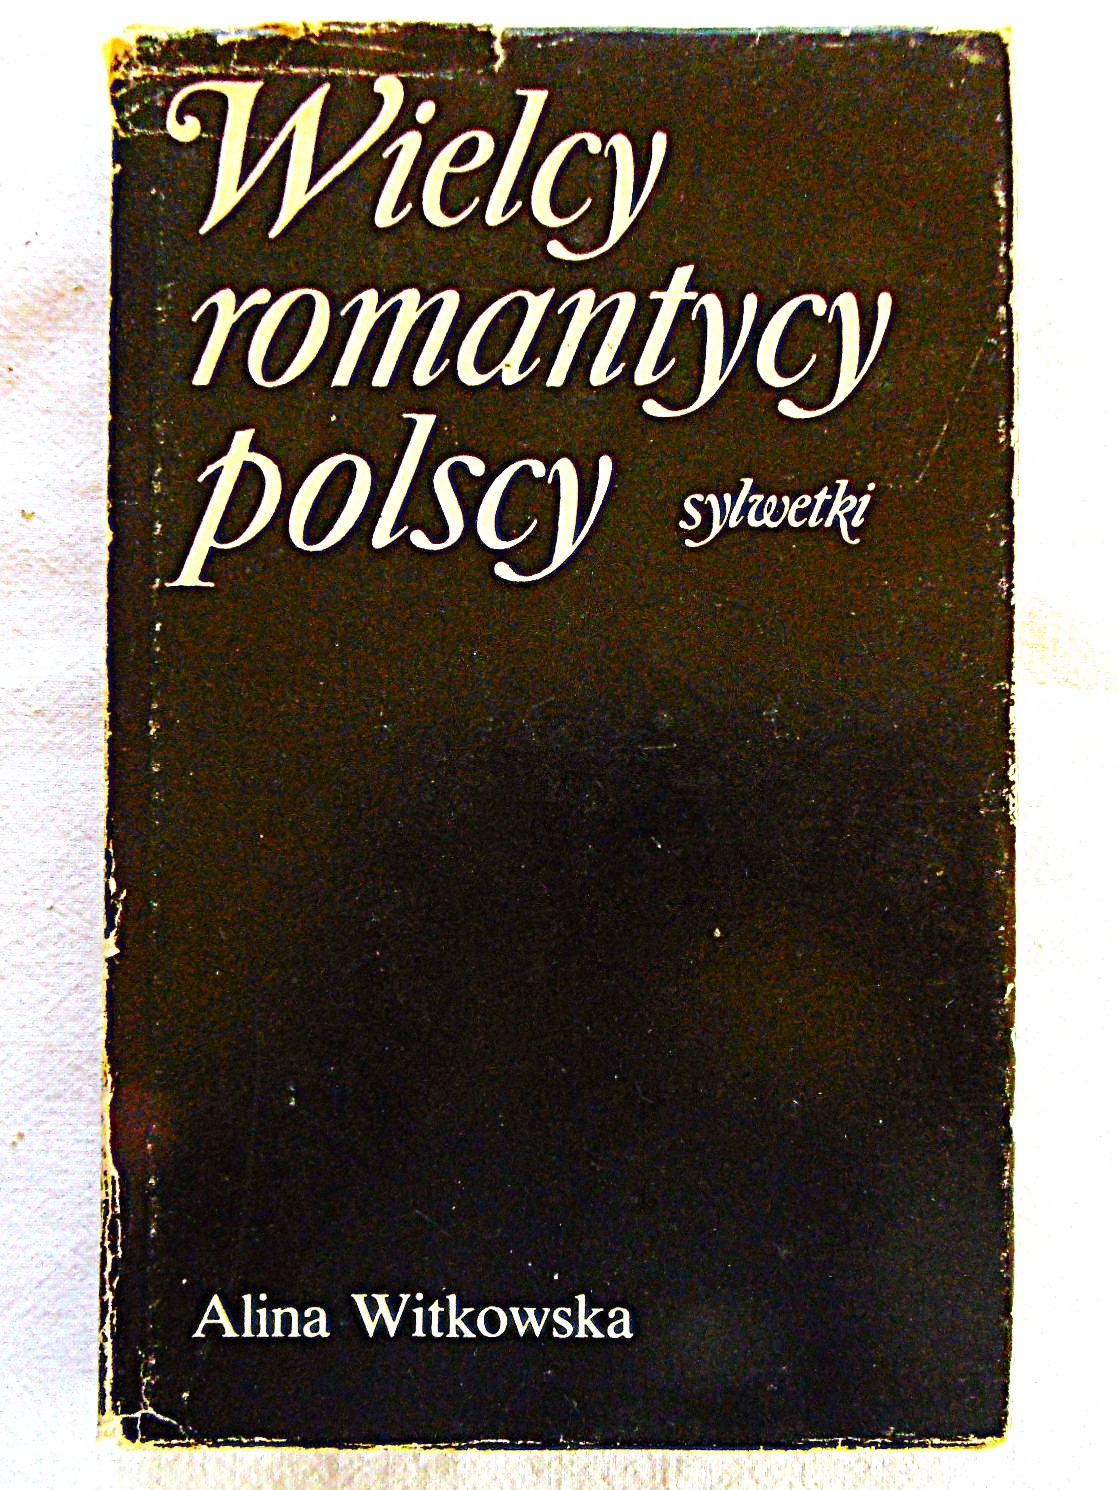 Wielcy
romantycy
polscy sylwetki
Alina Witkowska